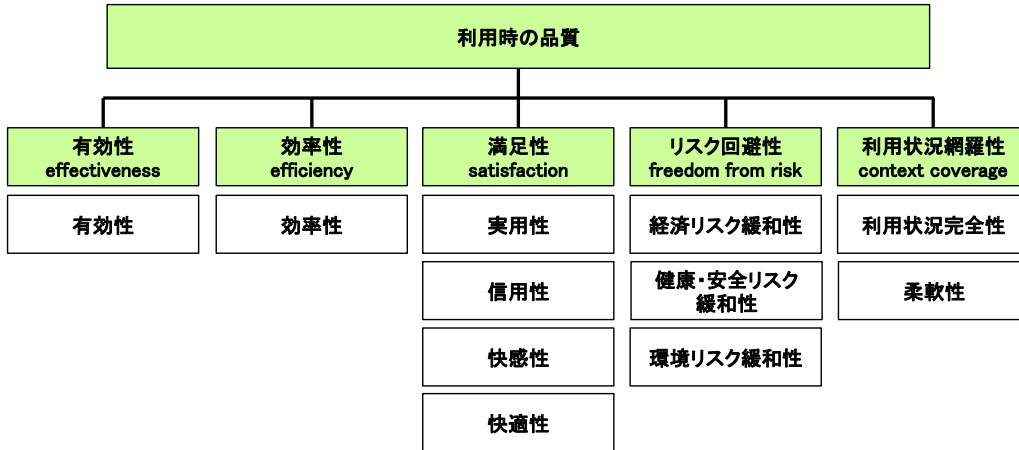 利用時の品質
有効性
effectiveness
効率性
efficiency
満足性
satisfaction
リスク回避性
freedom from risk
利用状況網羅性
context coverage
有効性
効率性
実用性
経済リスク緩和性
利用状況完全性
信用性
健康・安全リスク
緩和性
柔軟性
快感性
環境リスク緩和性
快適性